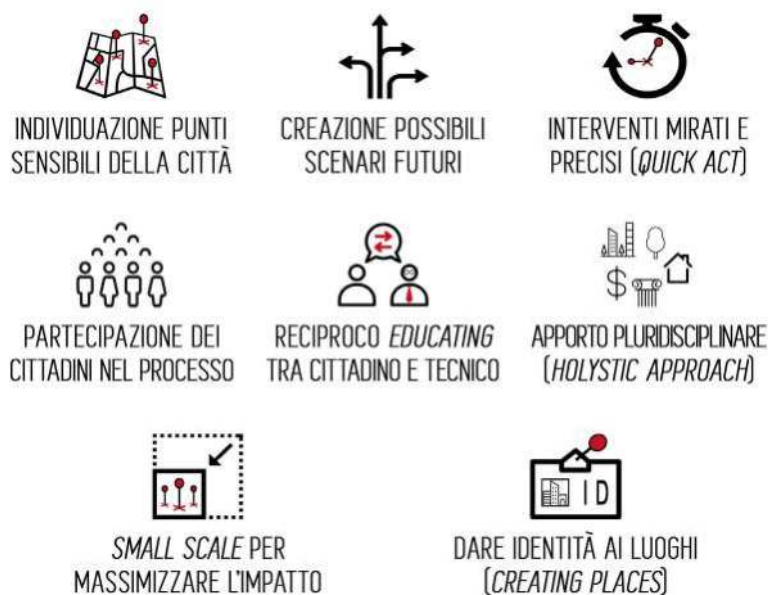 INDIVIDUAZIONE PUNTI
SENSIBILI DELLA CITTÀ
CREAZIONE POSSIBILI
SCENARI FUTURI
INTERVENTI MIRATI E
PRECISI (QUICK ACT)
PARTECIPAZIONE DEI
CITTADINI NEL PROCESSO
RECIPROCO EDUCATING
TRA CITTADINO E TECNICO
APPORTO PLURIDISCIPLINARE
(HOLYSTIC APPROACH)
SMALL SCALE PER
MASSIMIZZARE L'IMPATTO
ID
DARE IDENTITÀ AI LUOGHI
(CREATING PLACES)